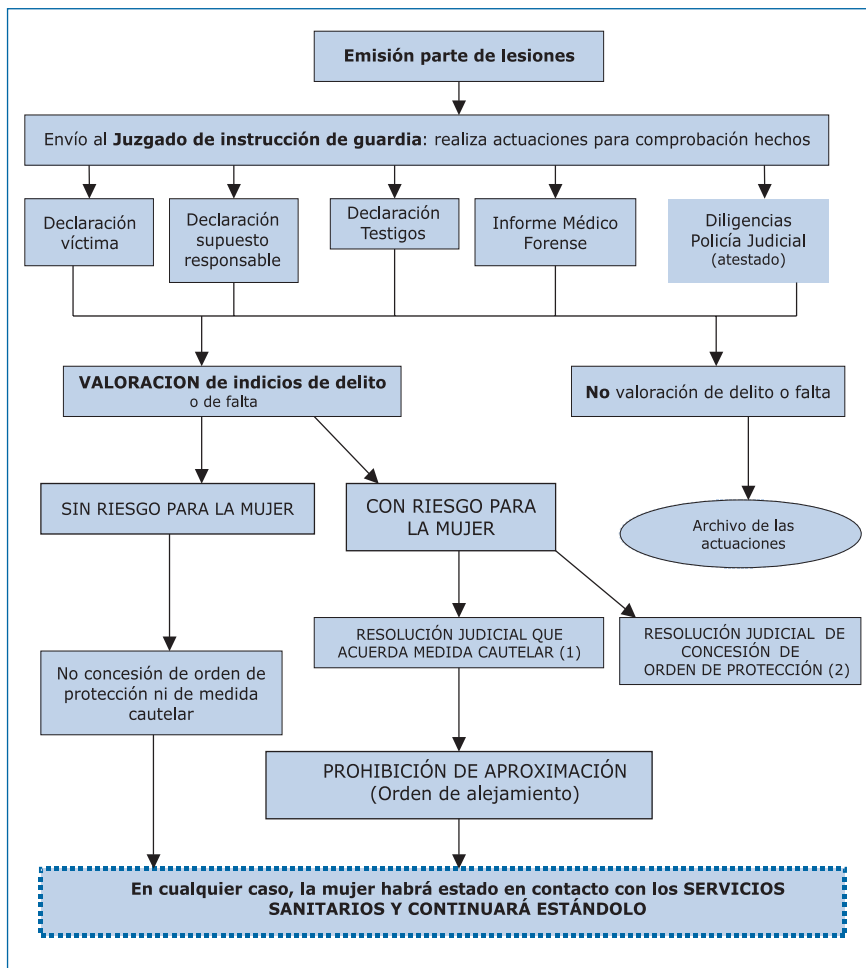 Emisión parte de lesiones
Envío al Juzgado de instrucción de guardia: realiza actuaciones para comprobación hechos
Declaración
víctima
Declaración
supuesto
responsable
Declaración
Testigos
Informe Médico
Forense
Diligencias
Policía Judicial
(atestado)
VALORACION de indicios de delito
o de falta
No valoración de delito o falta
SIN RIESGO PARA LA MUJER
CON RIESGO PARA
LA MUJER
Archivo de las
actuaciones
RESOLUCIÓN JUDICIAL QUE
ACUERDA MEDIDA CAUTELAR (1)
RESOLUCIÓN JUDICIAL DE
CONCESIÓN DE
ORDEN DE PROTECCIÓN (2)
No concesión de orden de
protección ni de medida
cautelar
PROHIBICIÓN DE APROXIMACIÓN
(Orden de alejamiento)
En cualquier caso, la mujer habrá estado en contacto con los SERVICIOS
SANITARIOS Y CONTINUARÁ ESTÁNDOLO